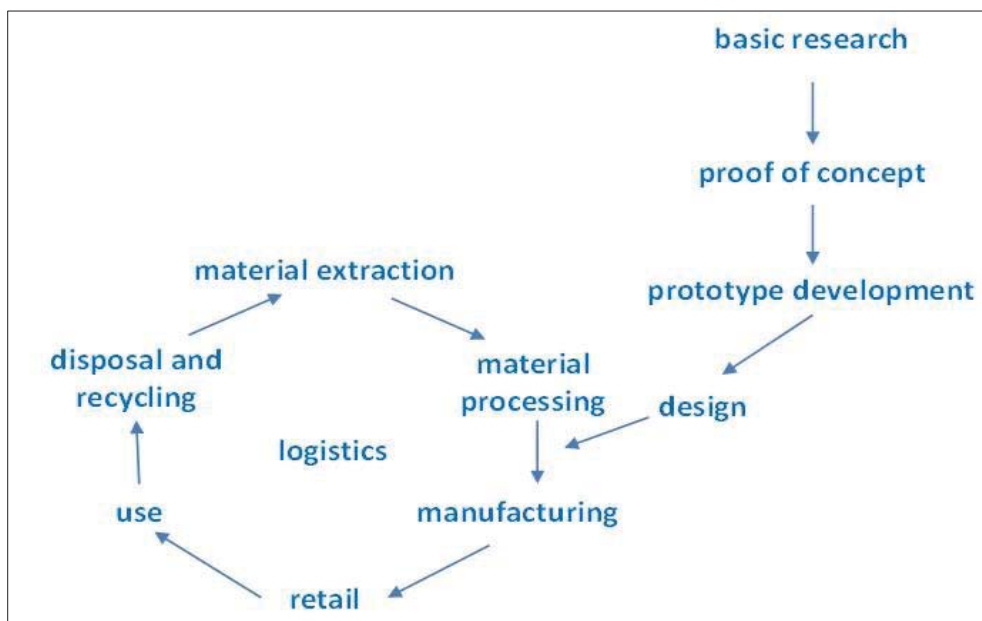 basic research
proof of concept
prototype development
material extraction
material
processing
design
disposal and
recycling
logistics
manufacturing
use
retail